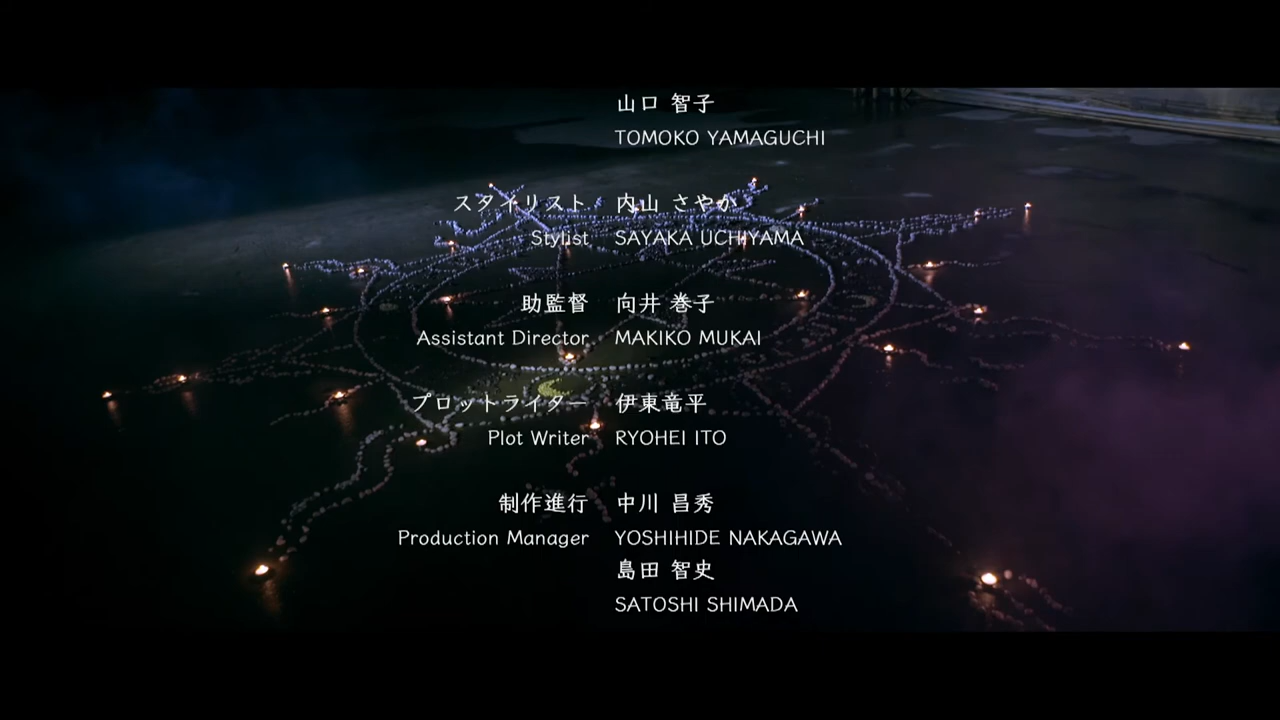 山口 智子
TOMOKO YAMAGUCHI
スタイリスト 内山 さやか
Stylist SAYAKA UCHIYAMA
助監督 向井 巻子
Assistant Director MAKIKO MUKAI
プロットライター 伊東竜平
Plot Writer RYOHEI ITO
制作進行 中川 昌秀
Production Manager YOSHIHIDE NAKAGAWA
島田 智史
SATOSHI SHIMADA